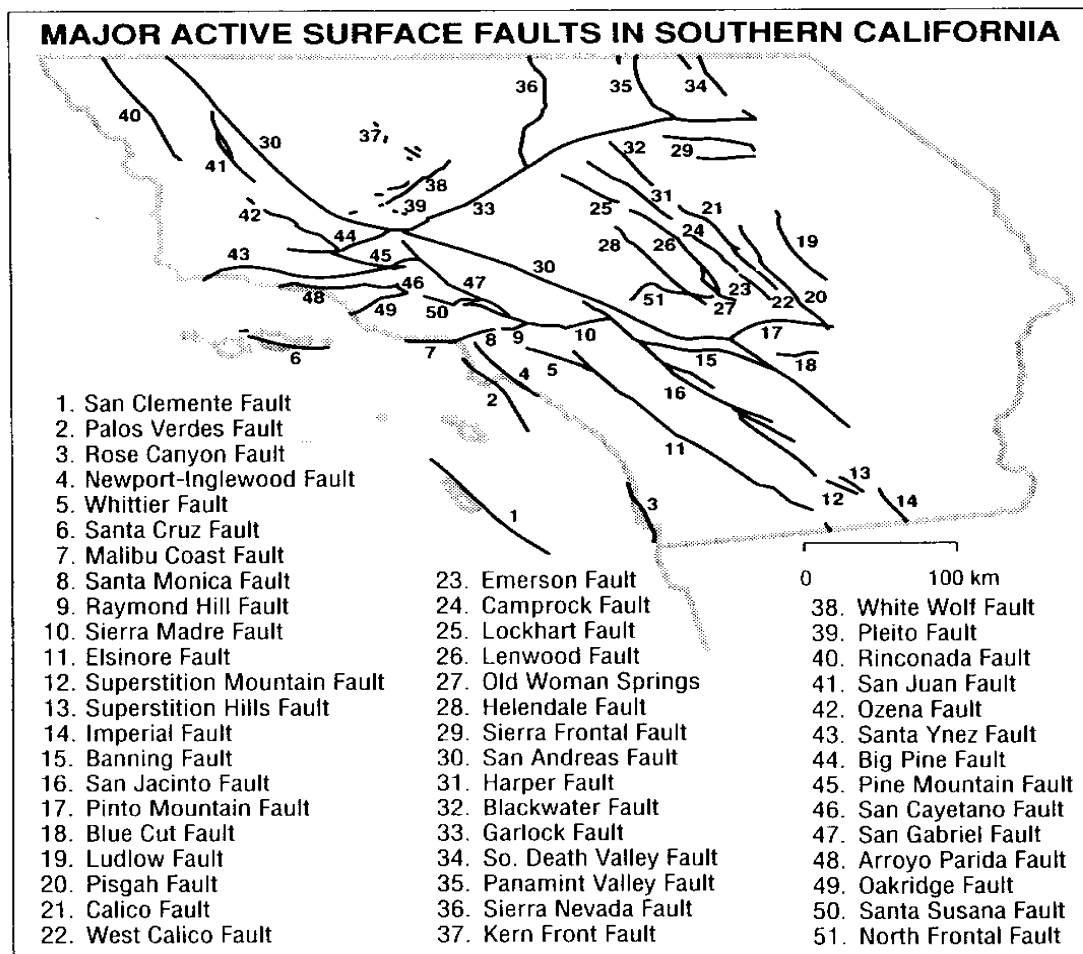 MAJOR ACTIVE SURFACE FAULTS IN SOUTHERN CALIFORNIA
36
35
34
40
30
37
32
29
41
38
39
33
31
42
25
21
44
24
19
28
26
43
45
30
46
47
23
48
51
22
20
27
49
50
17
10
8
9
7
15
18
6
5
4
16
2
11
13
12
14
3
1
0 100 km
1. San Clemente Fault
2. Palos Verdes Fault
3. Rose Canyon Fault
4. Newport-Inglewood Fault
5. Whittier Fault
6. Santa Cruz Fault
7. Malibu Coast Fault
8. Santa Monica Fault
9. Raymond Hill Fault
10. Sierra Madre Fault
11. Elsinore Fault
12. Superstition Mountain Fault
13. Superstition Hills Fault
14. Imperial Fault
15. Banning Fault
16. San Jacinto Fault
17. Pinto Mountain Fault
18. Blue Cut Fault
19. Ludlow Fault
20. Pisgah Fault
21. Calico Fault
22. West Calico Fault
23. Emerson Fault
24. Camprock Fault
25. Lockhart Fault
26. Lenwood Fault
27. Old Woman Springs
28. Helendale Fault
29. Sierra Frontal Fault
30. San Andreas Fault
31. Harper Fault
32. Blackwater Fault
33. Garlock Fault
34. So. Death Valley Fault
35. Panamint Valley Fault
36. Sierra Nevada Fault
37. Kern Front Fault
38. White Wolf Fault
39. Pleito Fault
40. Rinconada Fault
41. San Juan Fault
42. Ozena Fault
43. Santa Ynez Fault
44. Big Pine Fault
45. Pine Mountain Fault
46. San Cayetano Fault
47. San Gabriel Fault
48. Arroyo Parida Fault
49. Oakridge Fault
50. Santa Susana Fault
51. North Frontal Fault